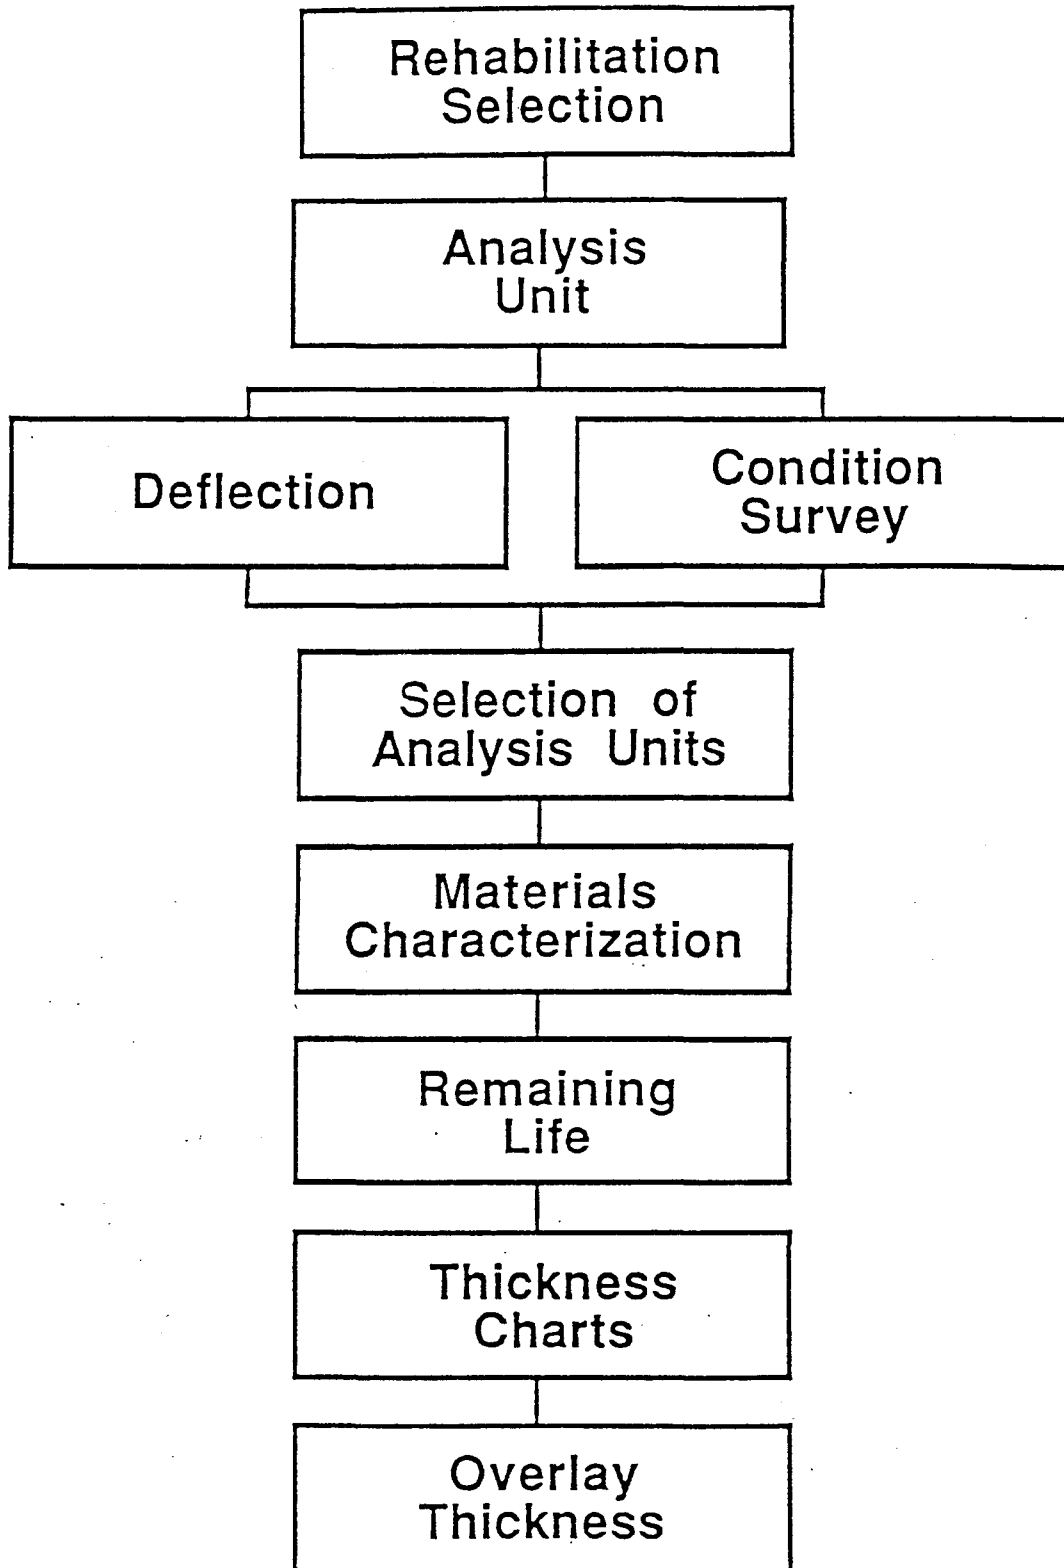 Rehabilitation
Selection
Analysis
Unit
Deflection
Condition
Survey
Selection of
Analysis Units
Materials
Characterization
Remaining
Life
Thickness
Charts
Overlay
Thickness